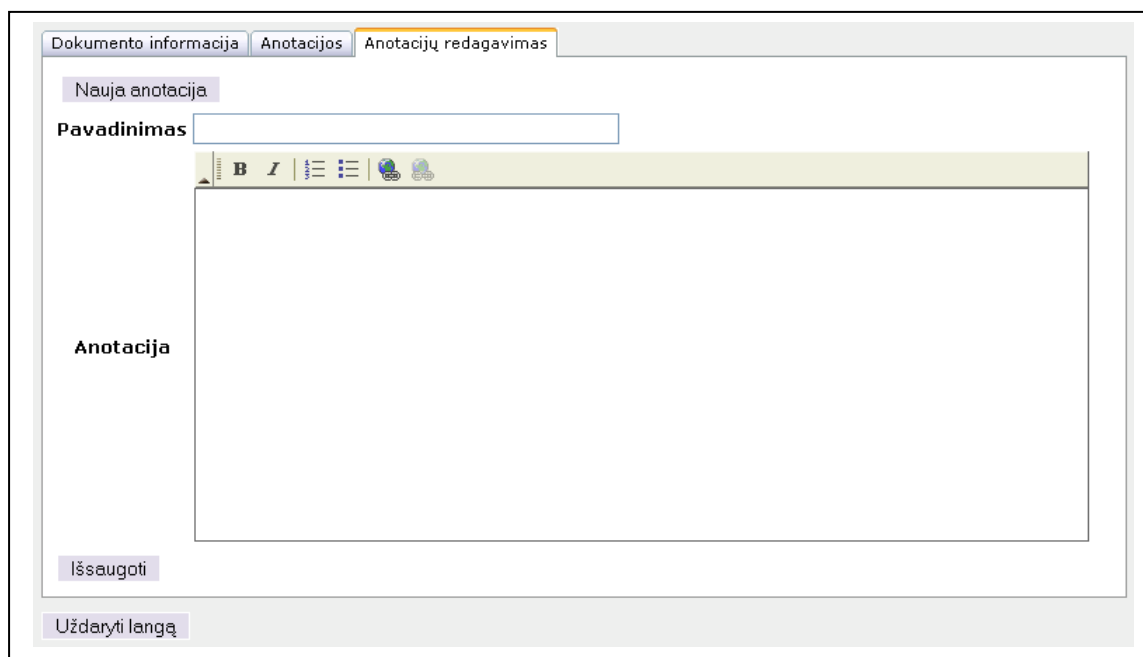 Dokumento informacija Anotacijos Anotacijų redagavimas
Nauja anotacija
Pavadinimas
B I
Anotacija
Išsaugoti
Uždaryti langą